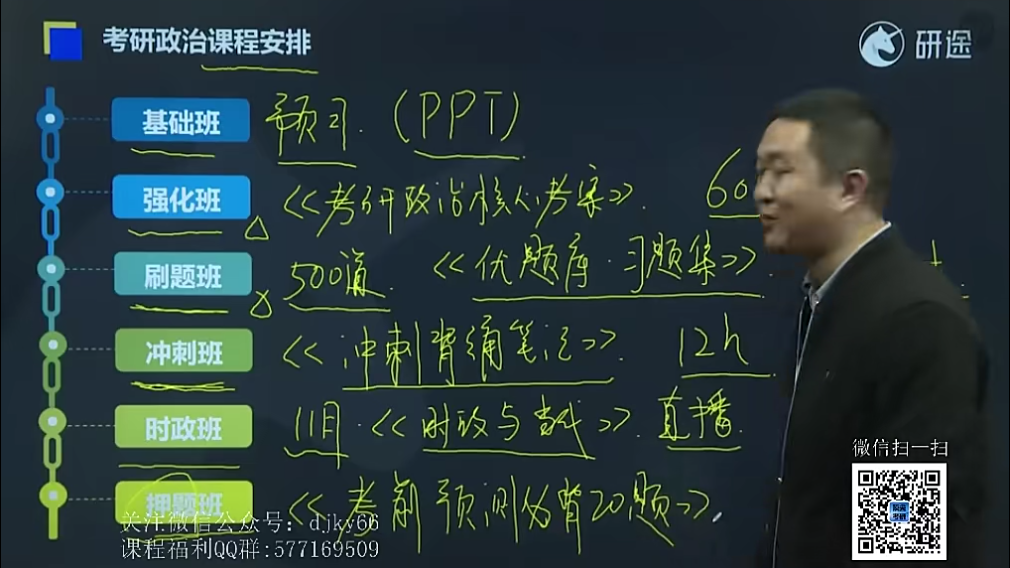 考研政治课程安排
研途
基础班 预习. (PPT)
强化班 《考研政治核心考案》. 60
刷题班 500道 《优题库·习题集》.
冲刺班 《冲刺背诵笔记》. 12h
时政班 11月·《时政与当代》. 直播.
押题班 《考前预测必背20题》.
关注微信公众号: djky66
课程福利QQ群:577169509
微信扫一扫